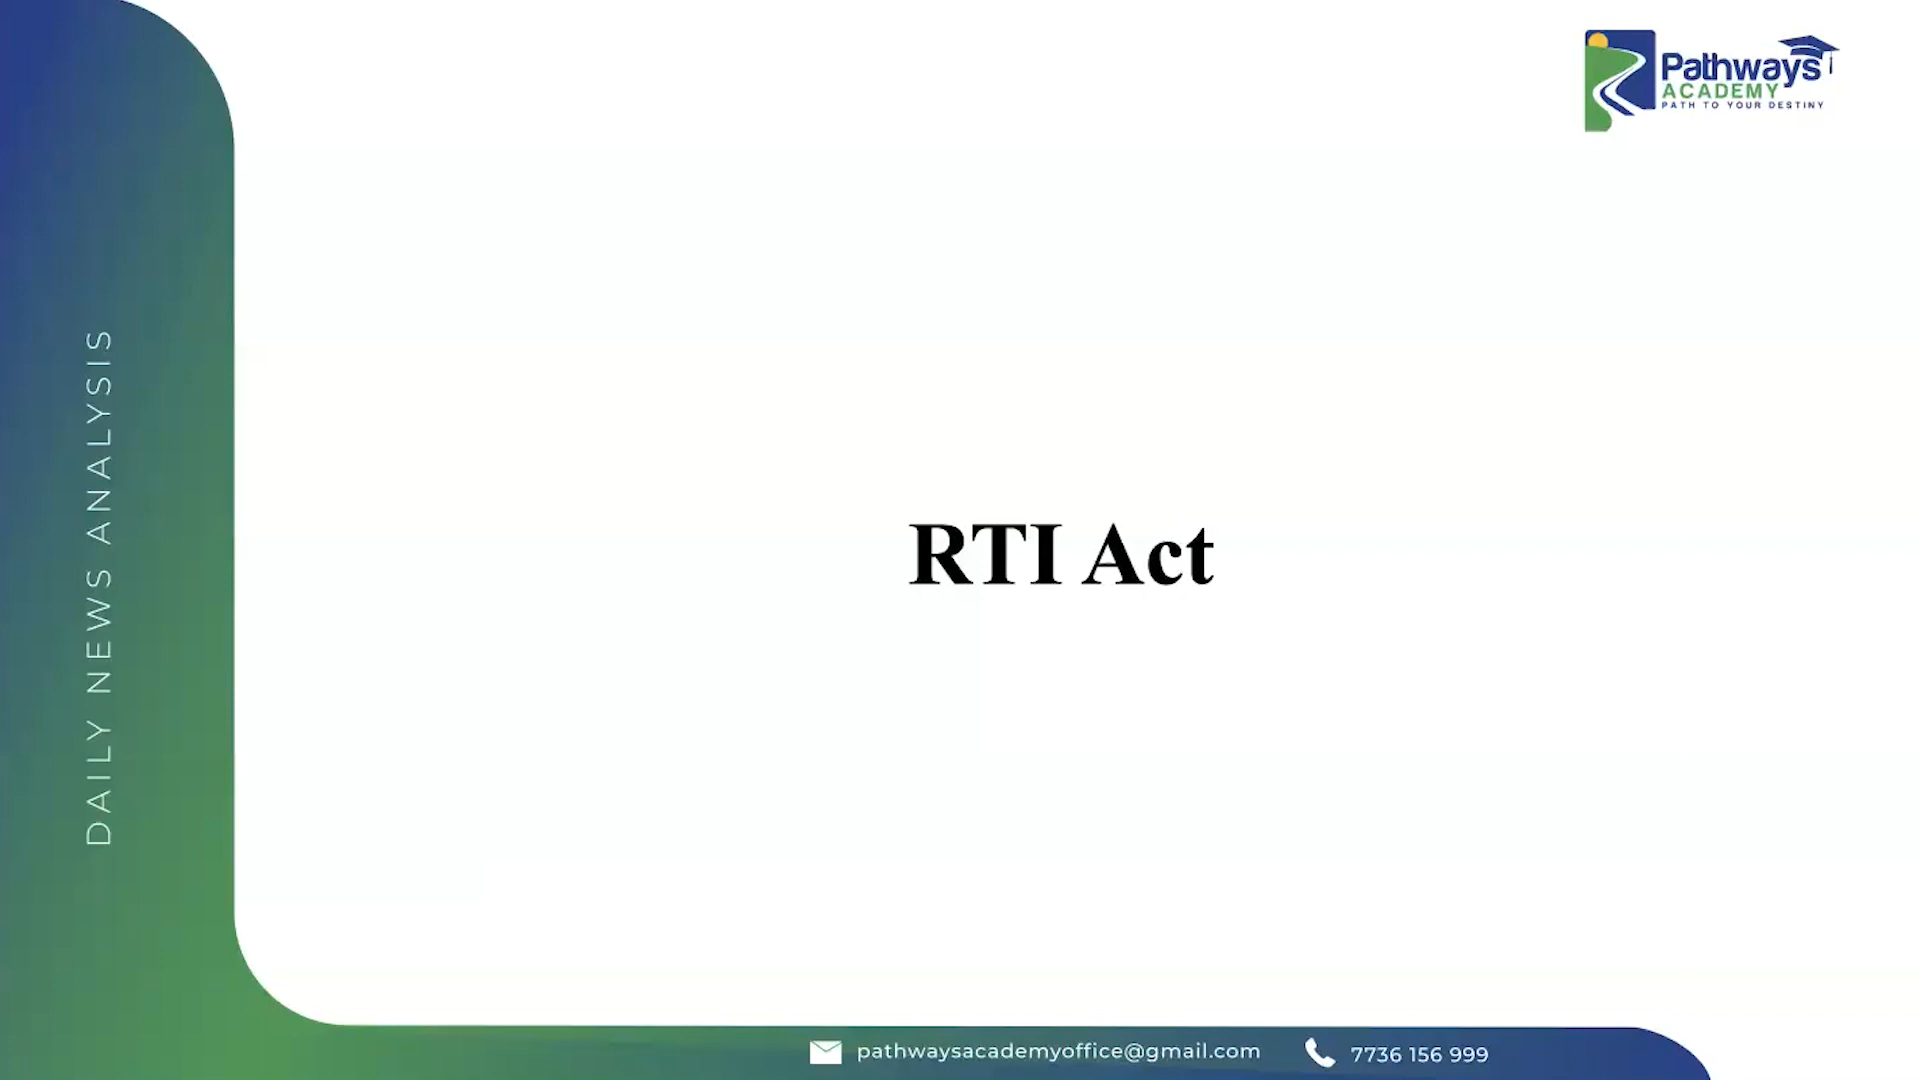 Pathways
ACADEMY
PATH TO YOUR DESTINY
DAILY NEWS ANALYSIS
RTI Act
pathwaysacademyoffice@gmail.com
7736 156 999